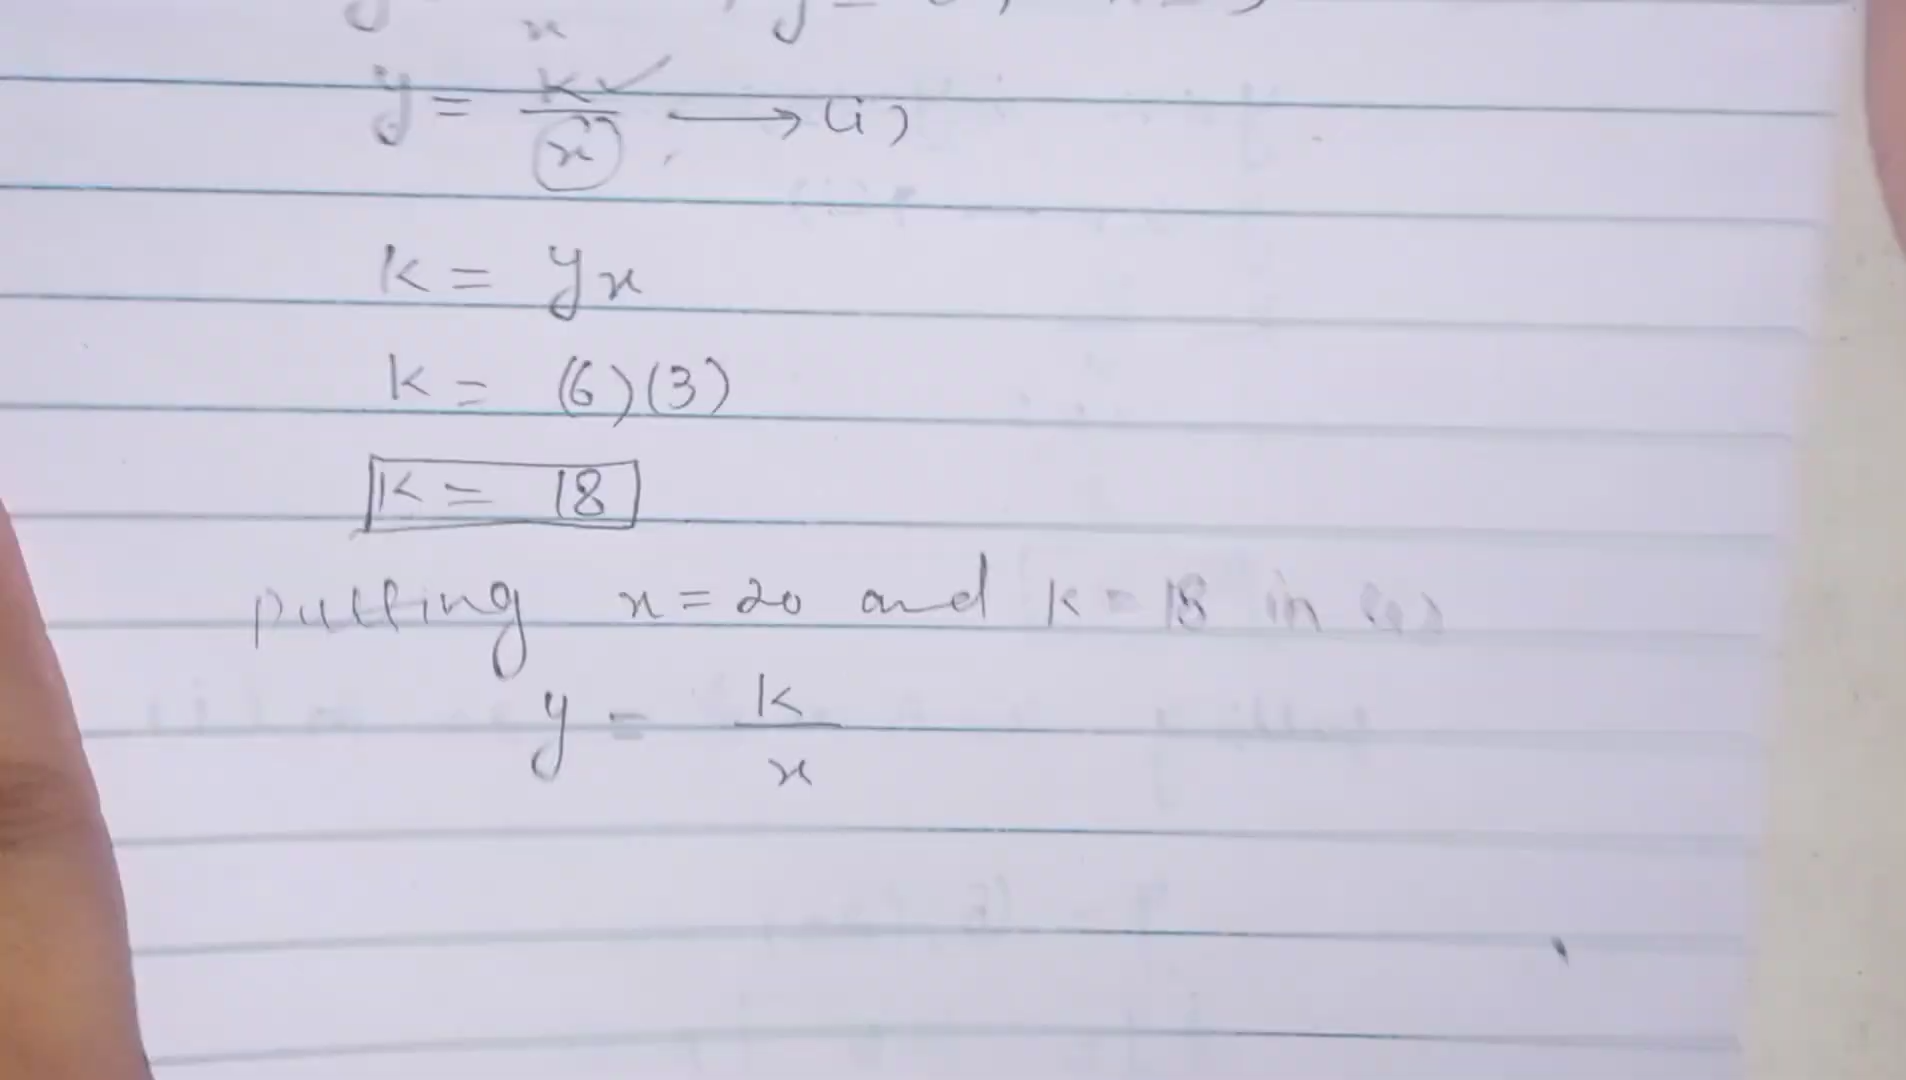 y = k/x → (i)
k = yx
k = (6)(3)
k = 18
putting x = 20 and k = 18 in
y = k/x